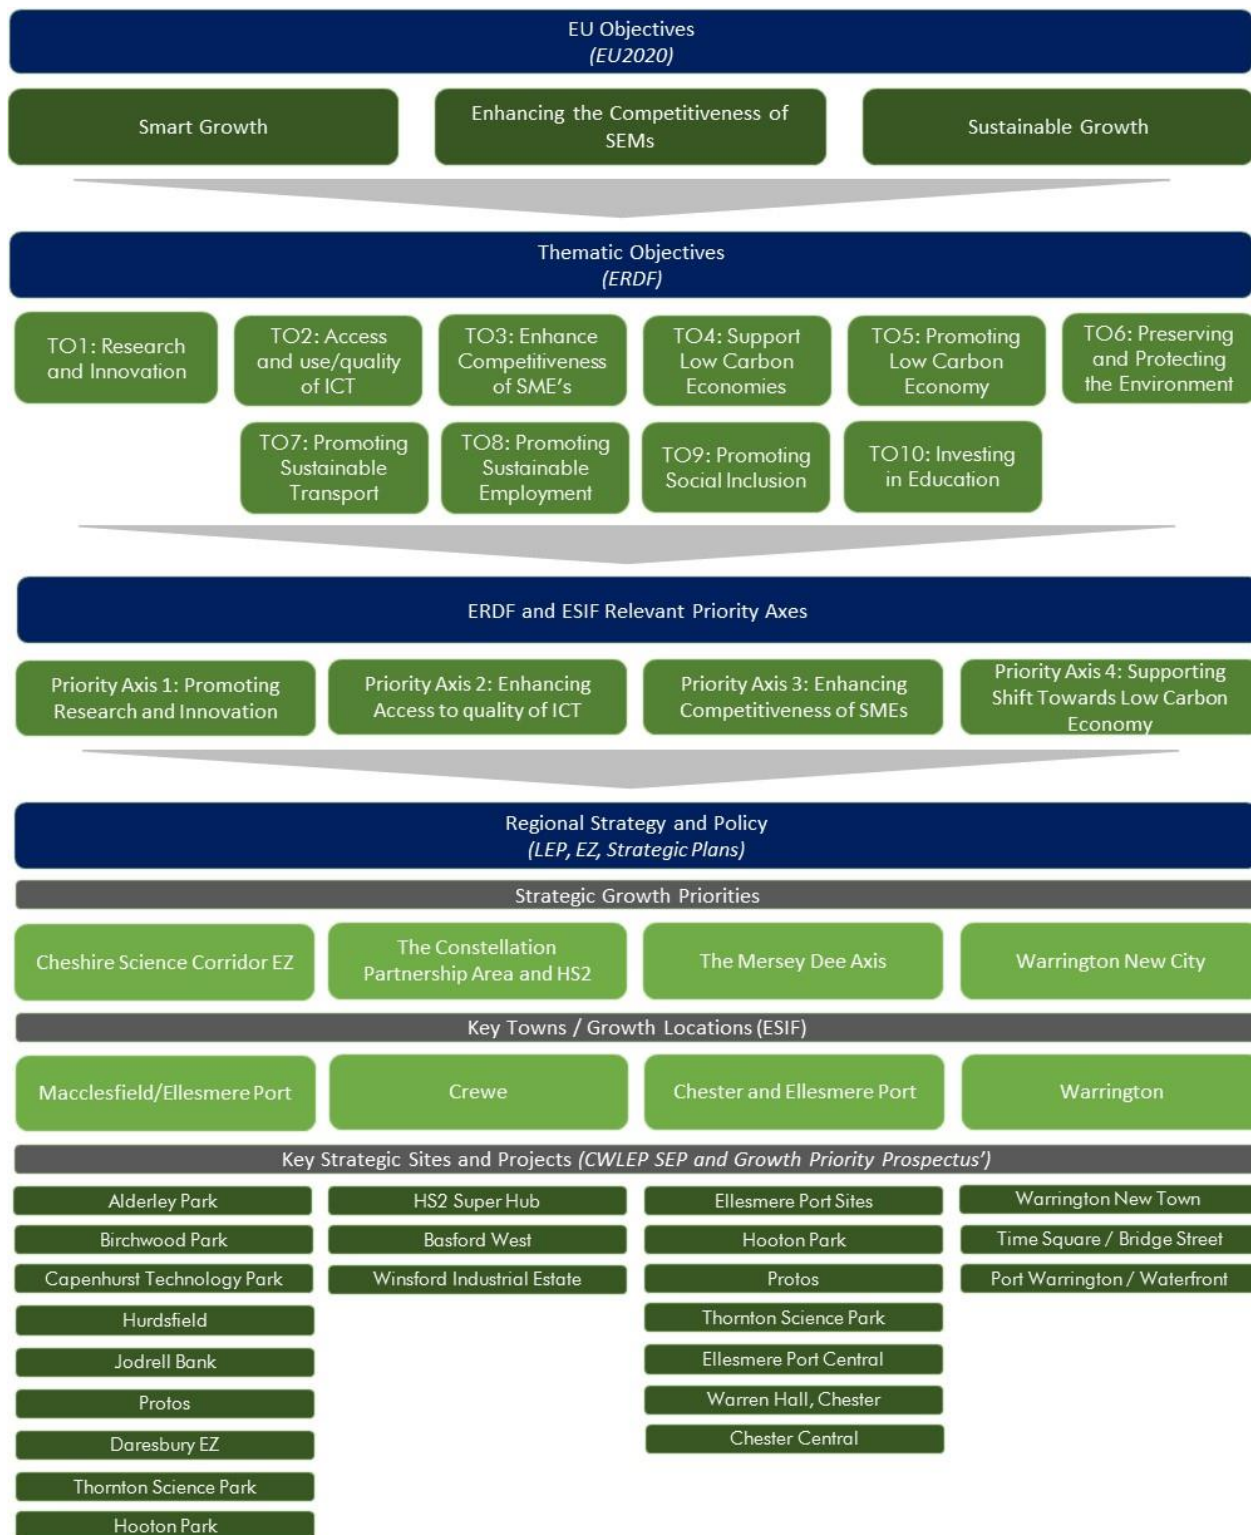 EU Objectives
(EU2020)
Smart Growth
Enhancing the Competitiveness of
SEMs
Sustainable Growth
Thematic Objectives
(ERDF)
TO1: Research
and Innovation
TO2: Access
and use/quality
of ICT
TO3: Enhance
Competitiveness
of SME's
TO4: Support
Low Carbon
Economies
TO5: Promoting
Low Carbon
Economy
TO6: Preserving
and Protecting
the Environment
TO7: Promoting
Sustainable
Transport
TO8: Promoting
Sustainable
Employment
TO9: Promoting
Social Inclusion
TO10: Investing
in Education
ERDF and ESIF Relevant Priority Axes
Priority Axis 1: Promoting
Research and Innovation
Priority Axis 2: Enhancing
Access to quality of ICT
Priority Axis 3: Enhancing
Competitiveness of SMEs
Priority Axis 4: Supporting
Shift Towards Low Carbon
Economy
Regional Strategy and Policy
(LEP, EZ, Strategic Plans)
Strategic Growth Priorities
Cheshire Science Corridor EZ
The Constellation
Partnership Area and HS2
The Mersey Dee Axis
Warrington New City
Key Towns / Growth Locations (ESIF)
Macclesfield/Ellesmere Port
Crewe
Chester and Ellesmere Port
Warrington
Key Strategic Sites and Projects (CWLEP SEP and Growth Priority Prospectus')
Alderley Park
Birchwood Park
Capenhurst Technology Park
Hurdsfield
Jodrell Bank
Protos
Daresbury EZ
Thornton Science Park
Hooton Park
HS2 Super Hub
Basford West
Winsford Industrial Estate
Ellesmere Port Sites
Hooton Park
Protos
Thornton Science Park
Ellesmere Port Central
Warren Hall, Chester
Chester Central
Warrington New Town
Time Square / Bridge Street
Port Warrington / Waterfront